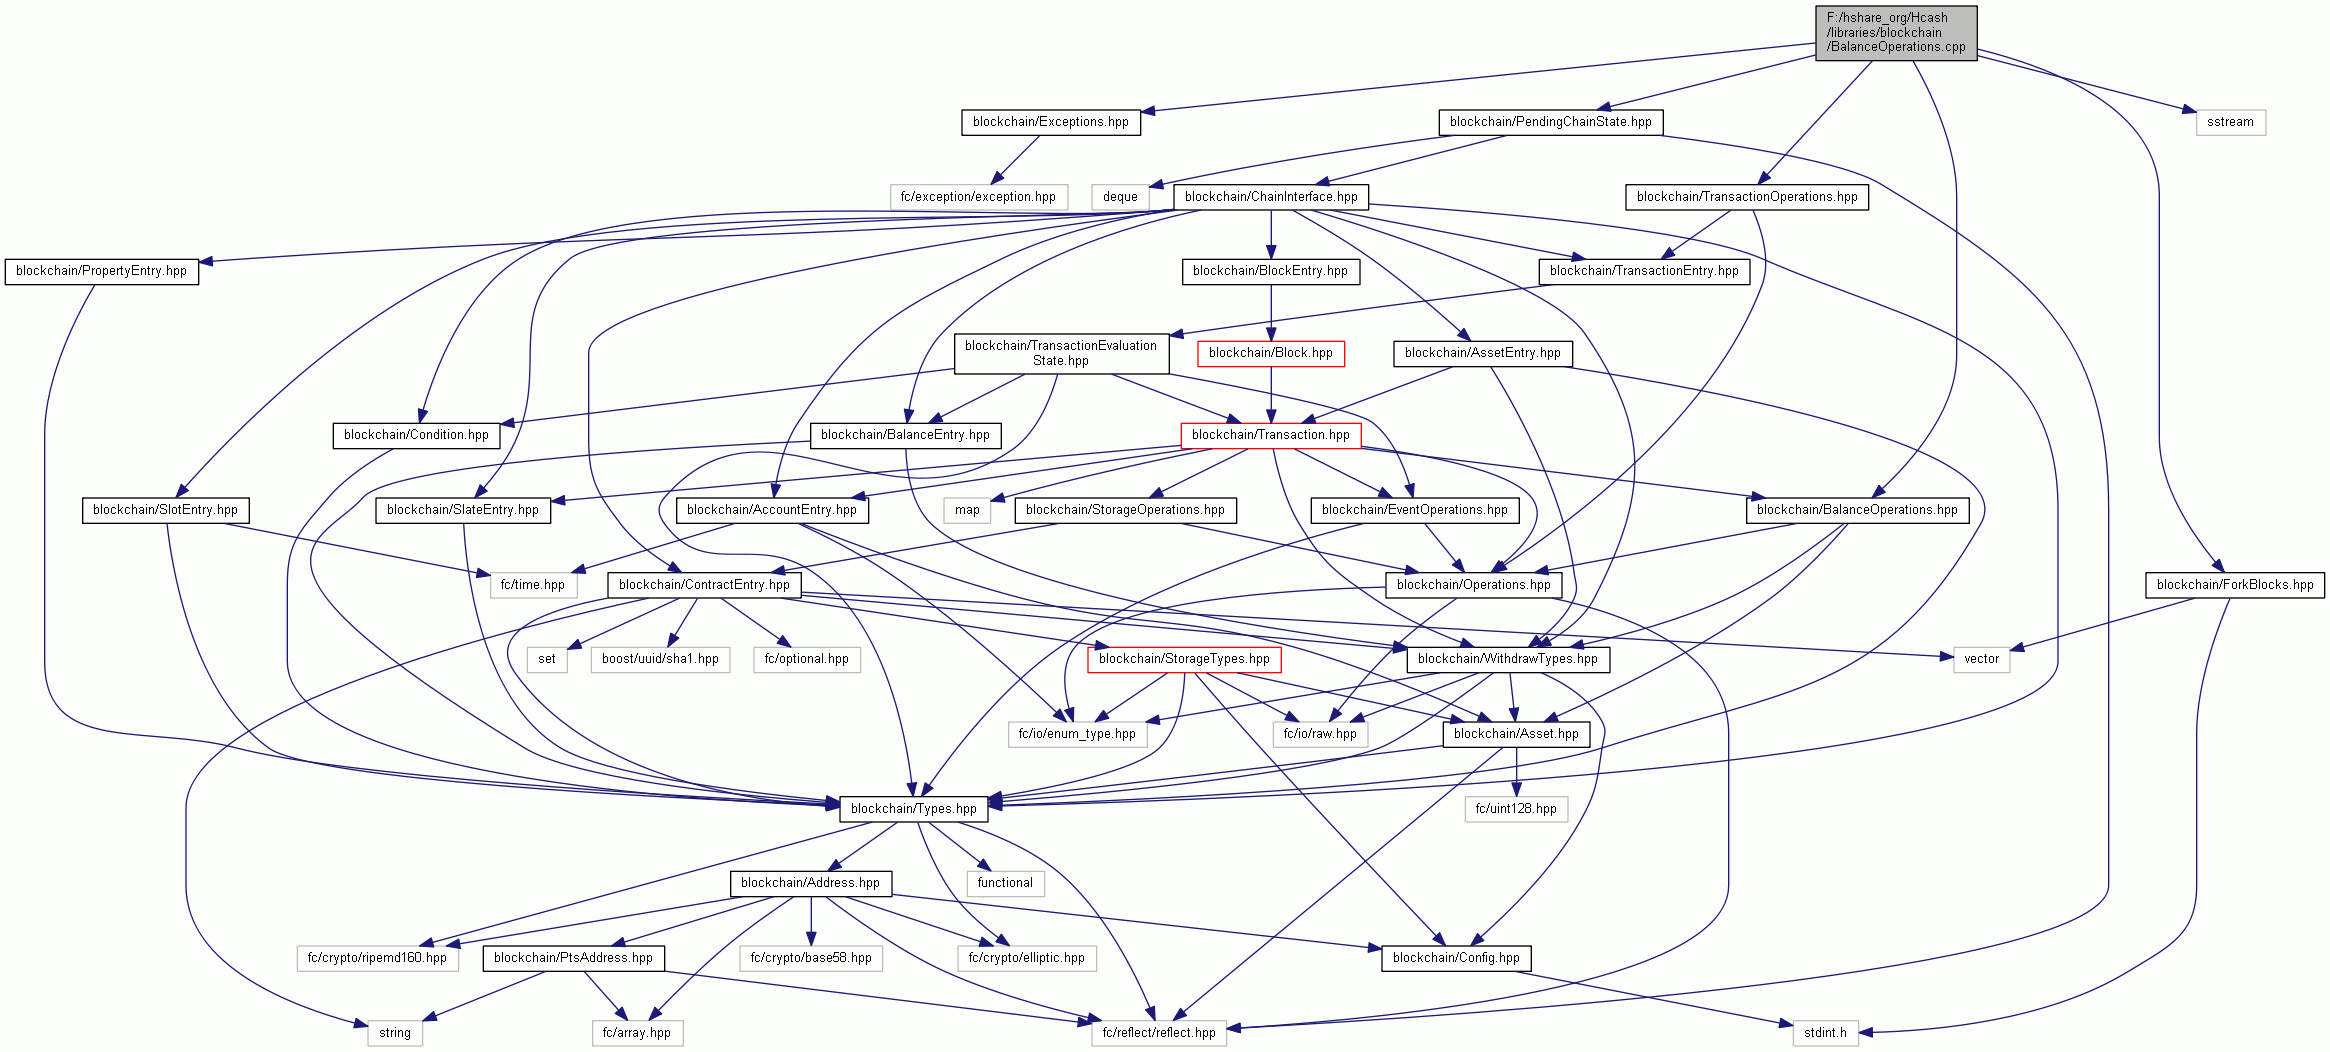 F:/hshare_org/Hcash
/libraries/blockchain
/BalanceOperations.cpp
blockchain/Exceptions.hpp
blockchain/PendingChainState.hpp
sstream
fc/exception/exception.hpp
deque
blockchain/ChainInterface.hpp
blockchain/TransactionOperations.hpp
blockchain/PropertyEntry.hpp
blockchain/BlockEntry.hpp
blockchain/TransactionEntry.hpp
blockchain/TransactionEvaluation
State.hpp
blockchain/Block.hpp
blockchain/AssetEntry.hpp
blockchain/Condition.hpp
blockchain/BalanceEntry.hpp
blockchain/Transaction.hpp
blockchain/SlotEntry.hpp
blockchain/SlateEntry.hpp
blockchain/AccountEntry.hpp
map
blockchain/StorageOperations.hpp
blockchain/EventOperations.hpp
blockchain/BalanceOperations.hpp
fc/time.hpp
blockchain/ContractEntry.hpp
blockchain/Operations.hpp
blockchain/ForkBlocks.hpp
set
boost/uuid/sha1.hpp
fc/optional.hpp
blockchain/StorageTypes.hpp
blockchain/WithdrawTypes.hpp
vector
fc/io/enum_type.hpp
fc/io/raw.hpp
blockchain/Asset.hpp
blockchain/Types.hpp
fc/uint128.hpp
blockchain/Address.hpp
functional
fc/crypto/ripemd160.hpp
blockchain/PtsAddress.hpp
fc/crypto/base58.hpp
fc/crypto/elliptic.hpp
blockchain/Config.hpp
string
fc/array.hpp
fc/reflect/reflect.hpp
stdint.h